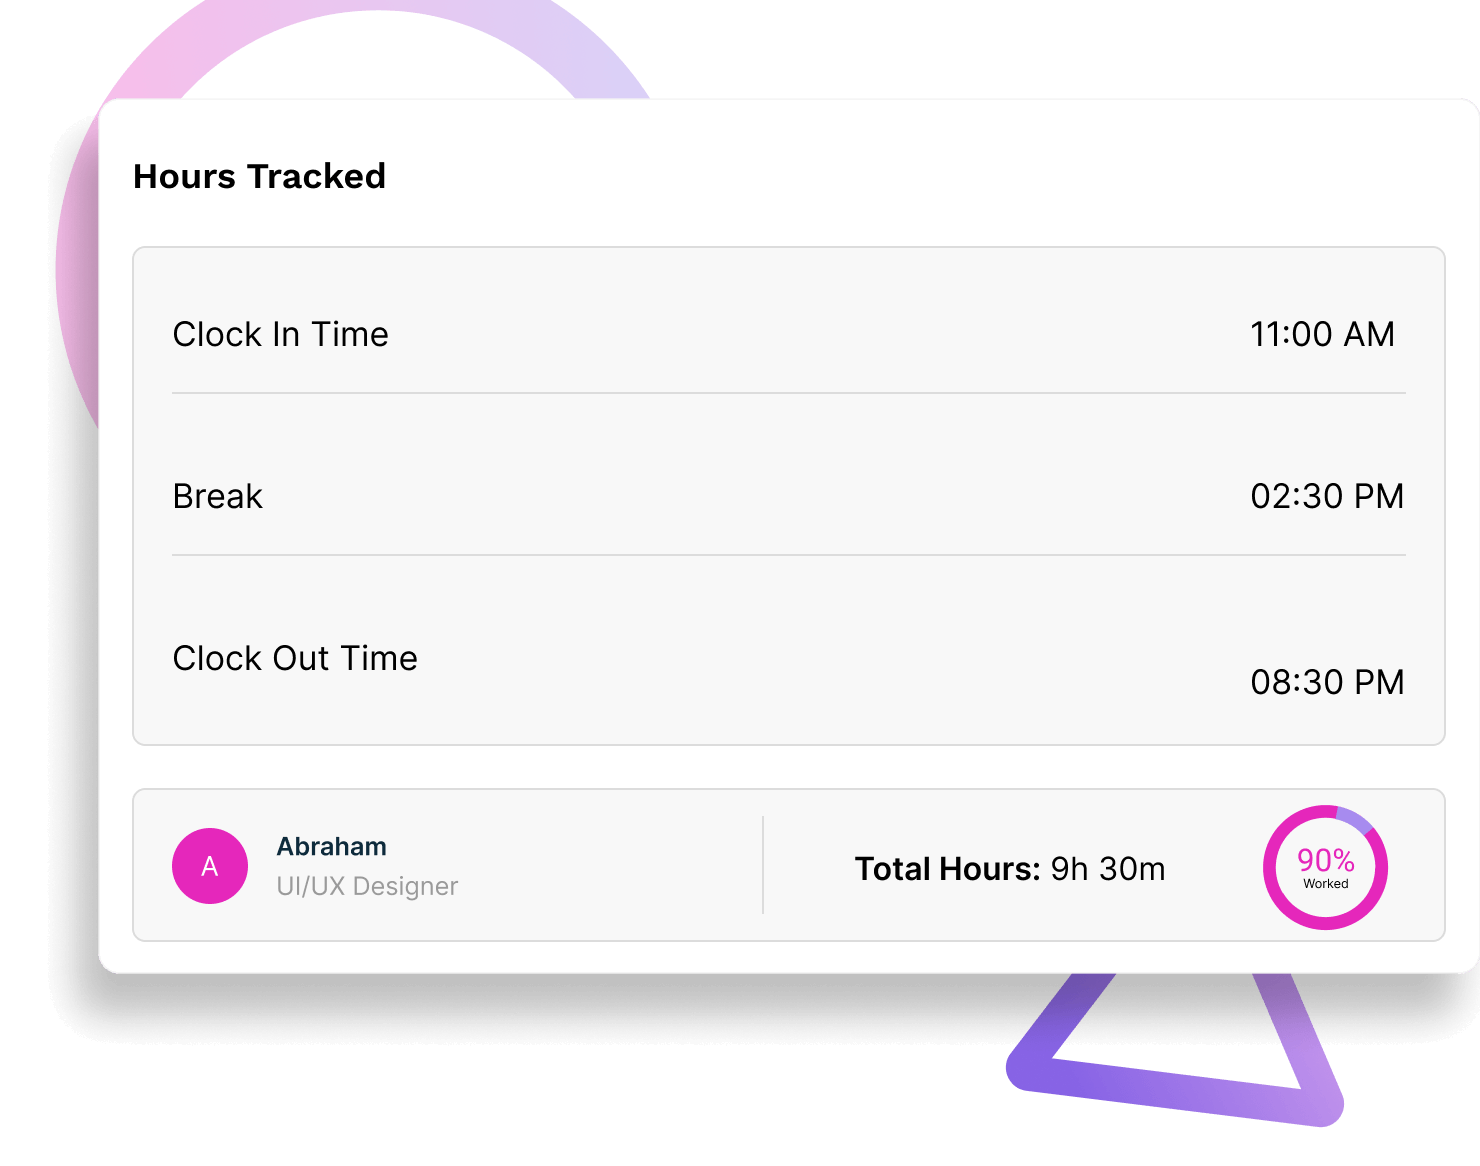 Hours Tracked
Clock In Time 11:00 AM
Break 02:30 PM
Clock Out Time
08:30 PM
A
Abraham
UI/UX Designer
Total Hours: 9h 30m
90%
Worked